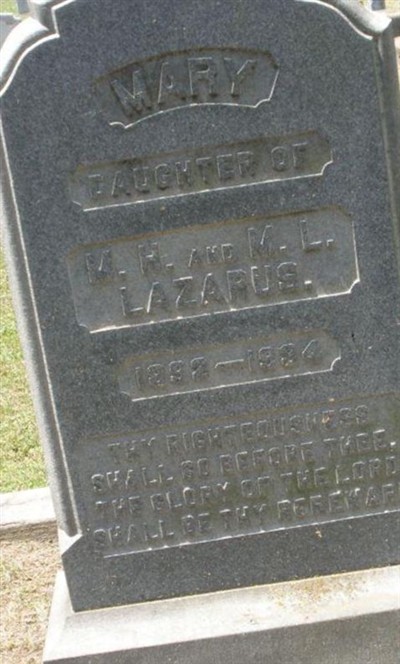 MARY
DAUGHTER OF
M. H. AND M. L.
LAZARUS.
THY RIGHTEOUSNESS
SHALL GO BEFORE THEE.
THE GLORY OF THE LORD
SHALL BE THY REREWARD